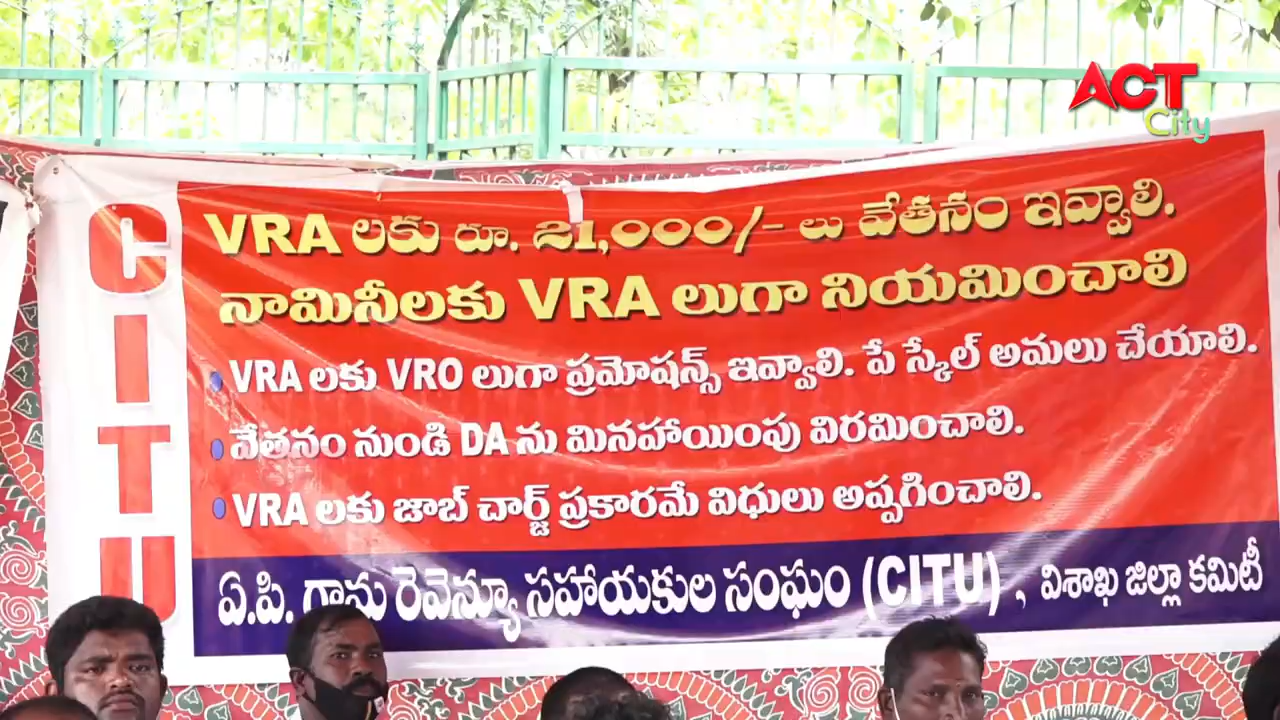 ACT
City
CITU
VRA లకు రూ. 21,000/- లు వేతనం ఇవ్వాలి.
నామినీలకు VRA లుగా నియమించాలి
VRA లకు VRO లుగా ప్రమోషన్స్ ఇవ్వాలి. పే స్కేల్ అమలు చేయాలి.
వేతనం నుండి DA ను మినహాయింపు విరమించాలి.
VRA లకు జాబ్ చార్జ్ ప్రకారమే విధులు అప్పగించాలి.
ఏ.పి. గ్రామ రెవెన్యూ సహాయకుల సంఘం (CITU), విశాఖ జిల్లా కమిటీ